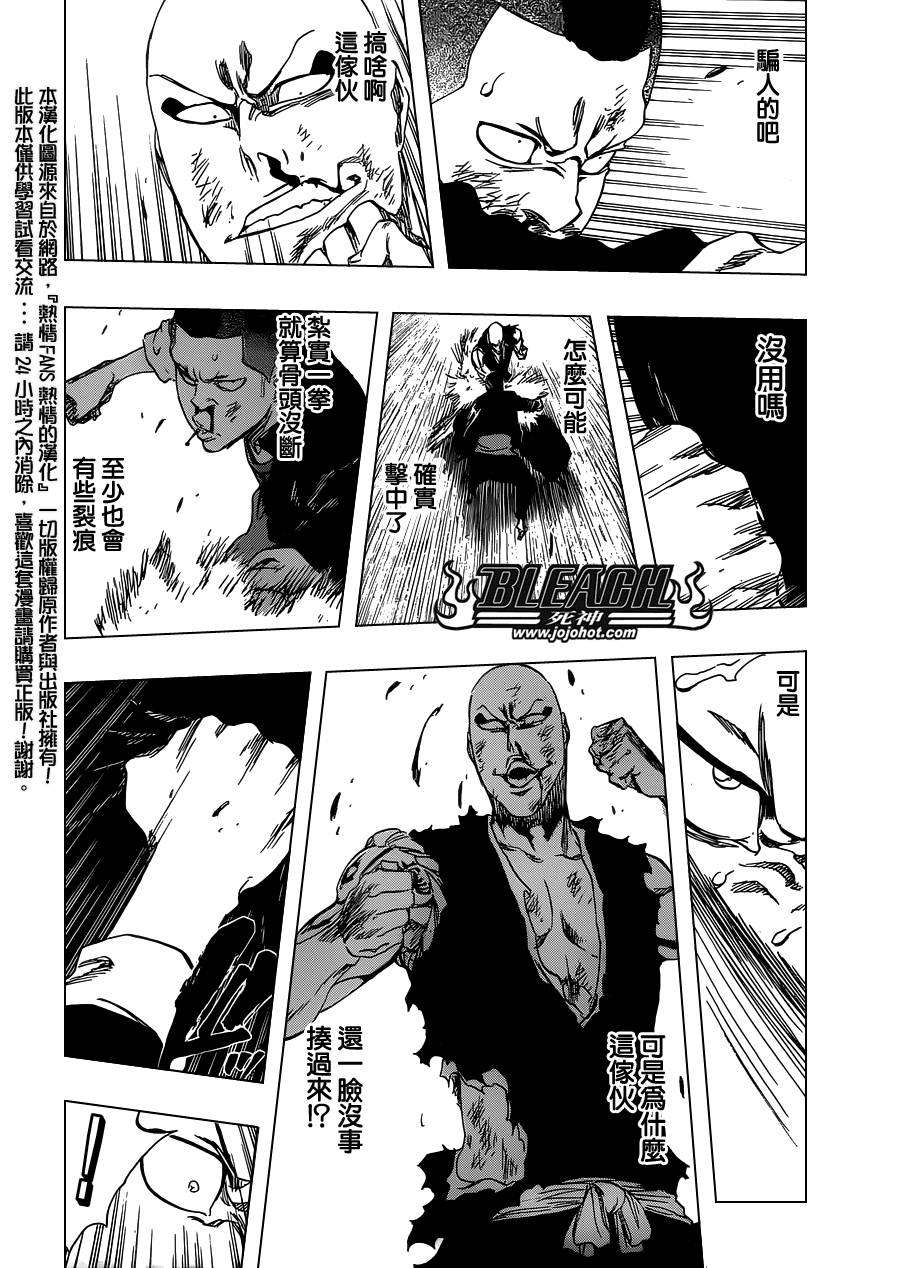 騙人的吧
搞啥啊
這傢伙
沒用嗎
怎麼可能
確實
擊中了
紮實一拳
就算骨頭沒斷
至少也會
有些裂痕
BLEACH
死神
www.jojohot.com
可是
可是為什麼
這傢伙
還一臉沒事
揍過來!?
!
本漢化圖源來自於網路，『熱情FANS 熱情的漢化』一切版權歸原作者與出版社擁有！
此版本僅供學習試看交流… 請 24 小時之內消除，喜歡這套漫畫請購買正版！謝謝。